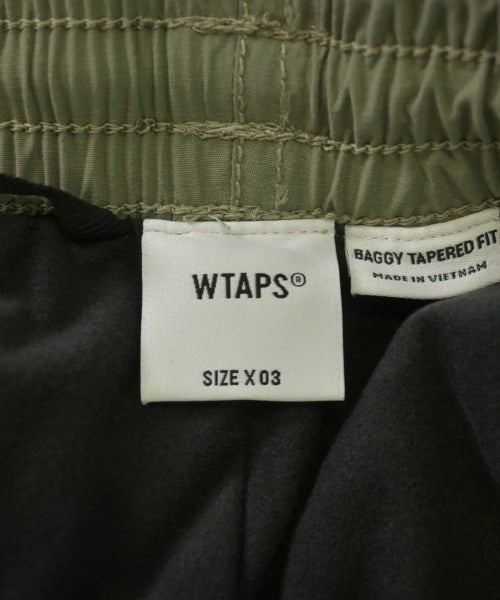 WTAPS®
SIZE X 03
BAGGY TAPERED FIT
MADE IN VIETNAM